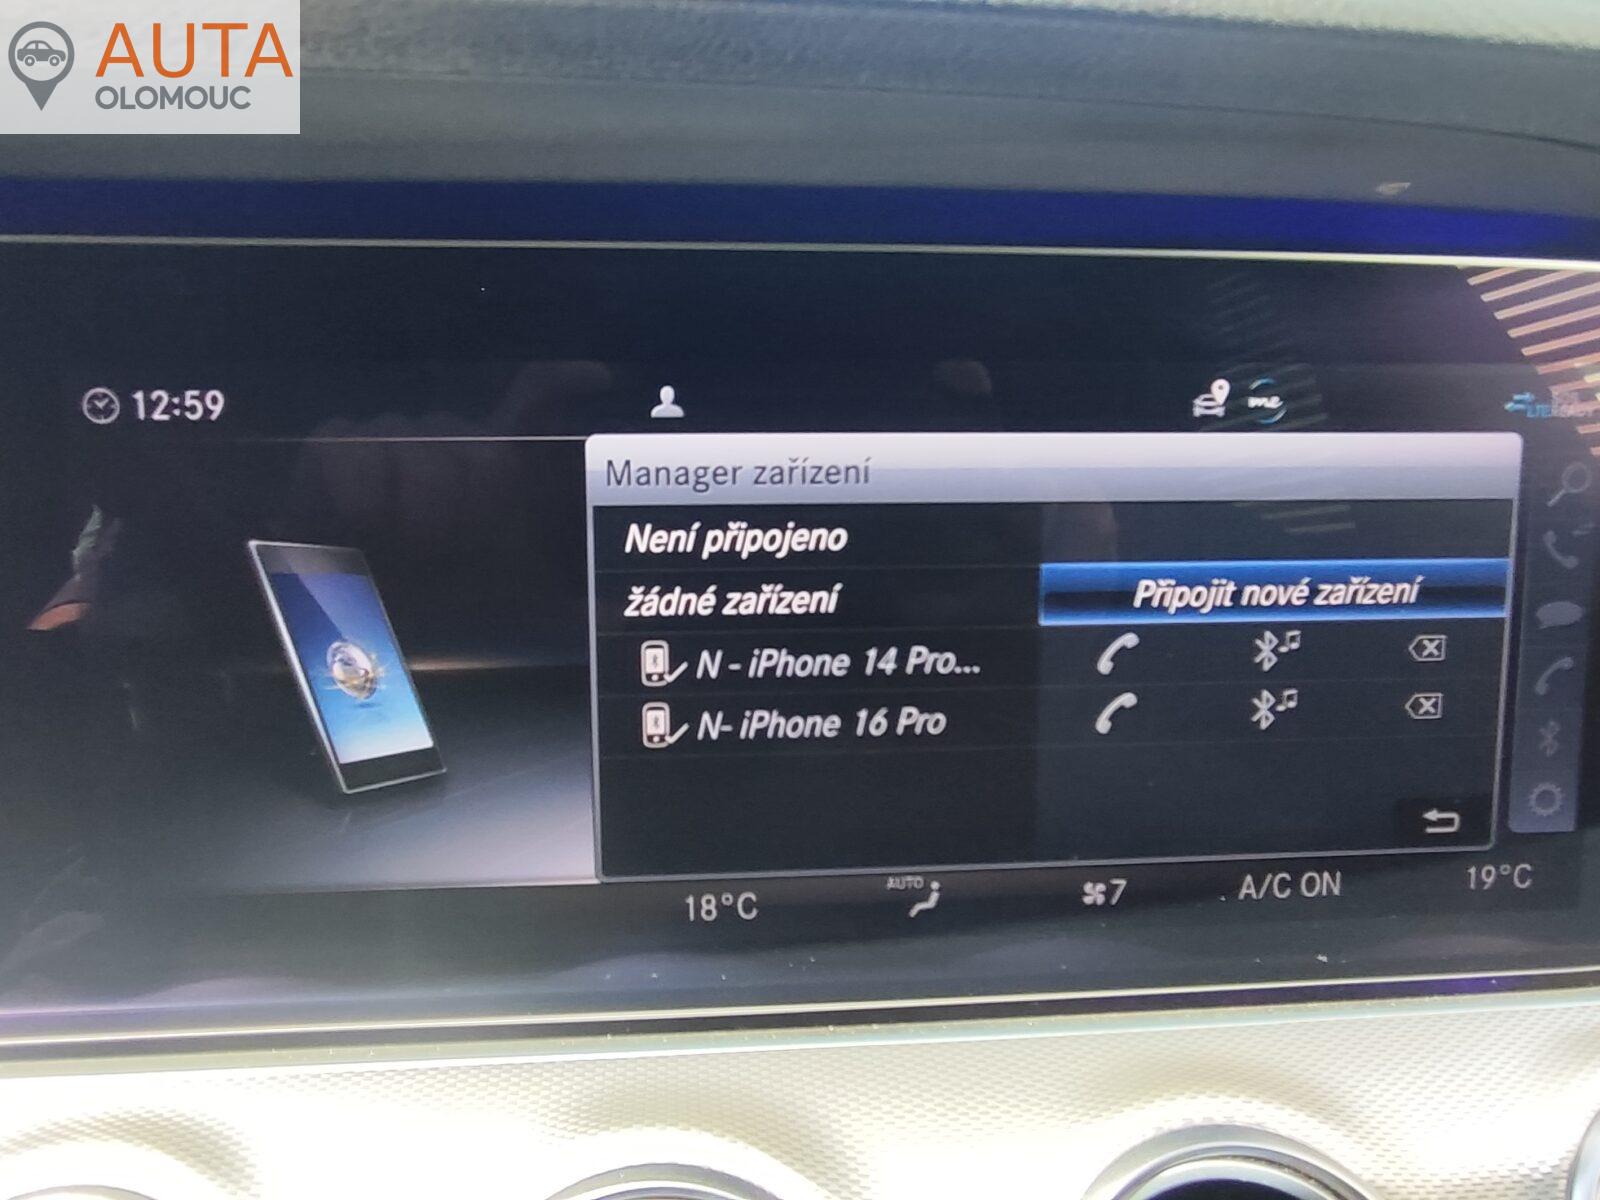 AUTA
OLOMOUC
12:59
me
Manager zařízení
Není připojeno
žádné zařízení
Připojit nové zařízení
N - iPhone 14 Pro...
N- iPhone 16 Pro
18°C
AUTO
7
A/C ON
19°C